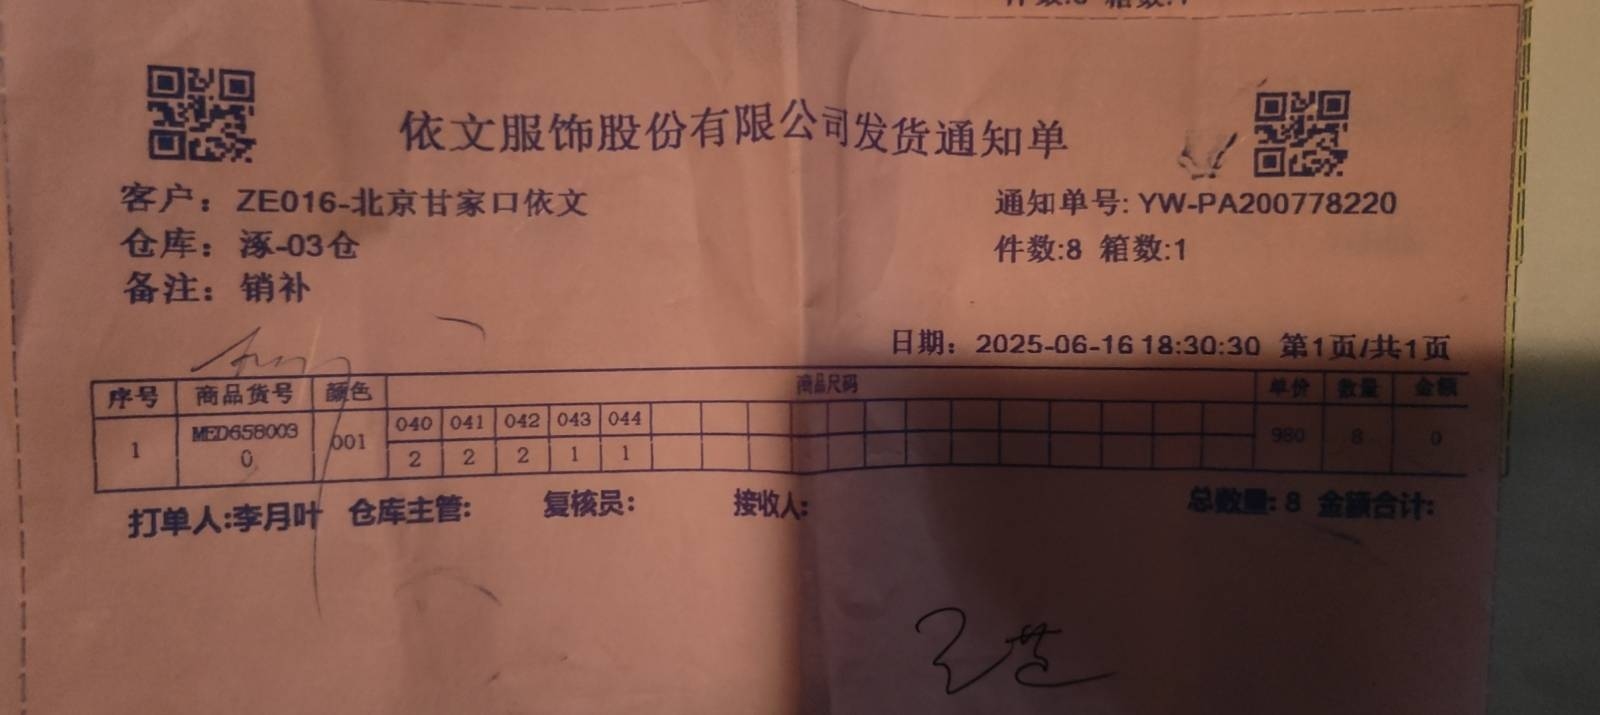 件数:8 箱数:1
依文服饰股份有限公司发货通知单
客户：ZE016-北京甘家口依文
通知单号: YW-PA200778220
仓库：涿-03仓
件数:8 箱数:1
备注：销补
日期：2025-06-16 18:30:30 第1页/共1页
序号 商品货号 颜色 商品尺码 单价 数量 金额
040 041 042 043 044
1 MED658003 001 980 8 0
0 2 2 2 1 1
打单人:李月叶 仓库主管: 复核员: 接收人: 总数量: 8 金额合计: